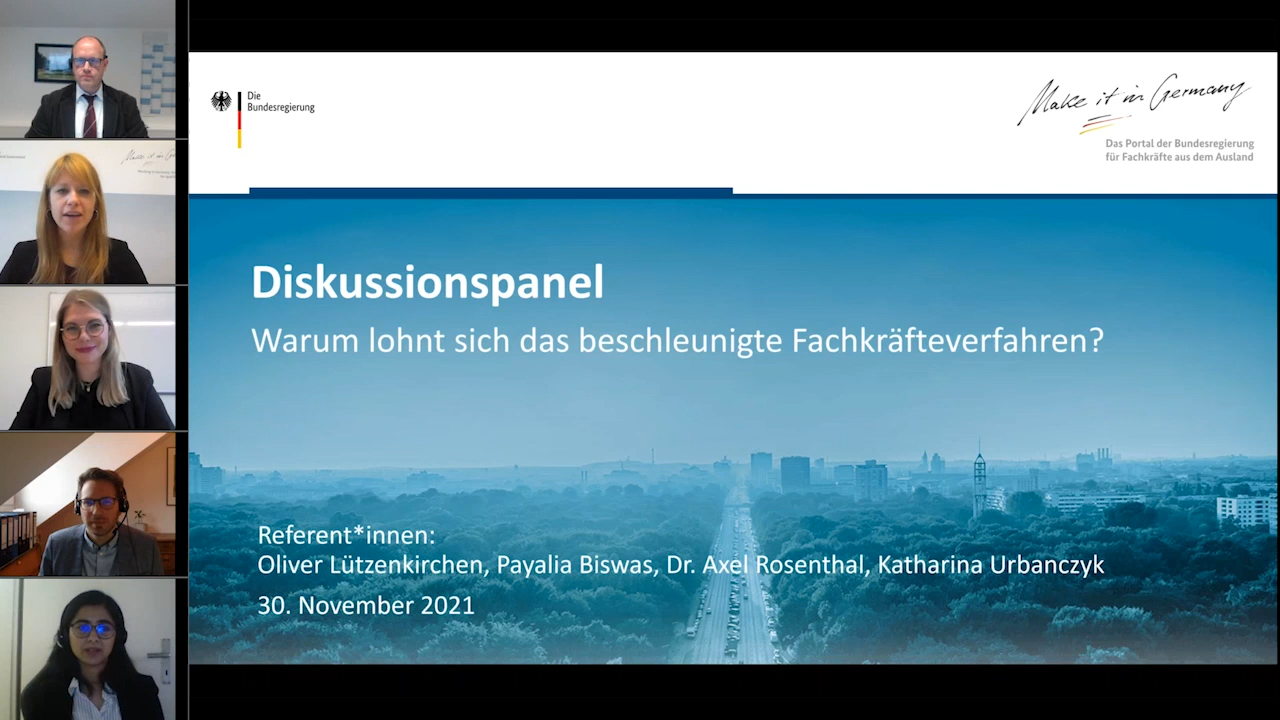 Die
Bundesregierung
Make it in Germany
Das Portal der Bundesregierung
für Fachkräfte aus dem Ausland
Diskussionspanel
Warum lohnt sich das beschleunigte Fachkräfteverfahren?
Referent*innen:
Oliver Lützenkirchen, Payalia Biswas, Dr. Axel Rosenthal, Katharina Urbanczyk
30. November 2021